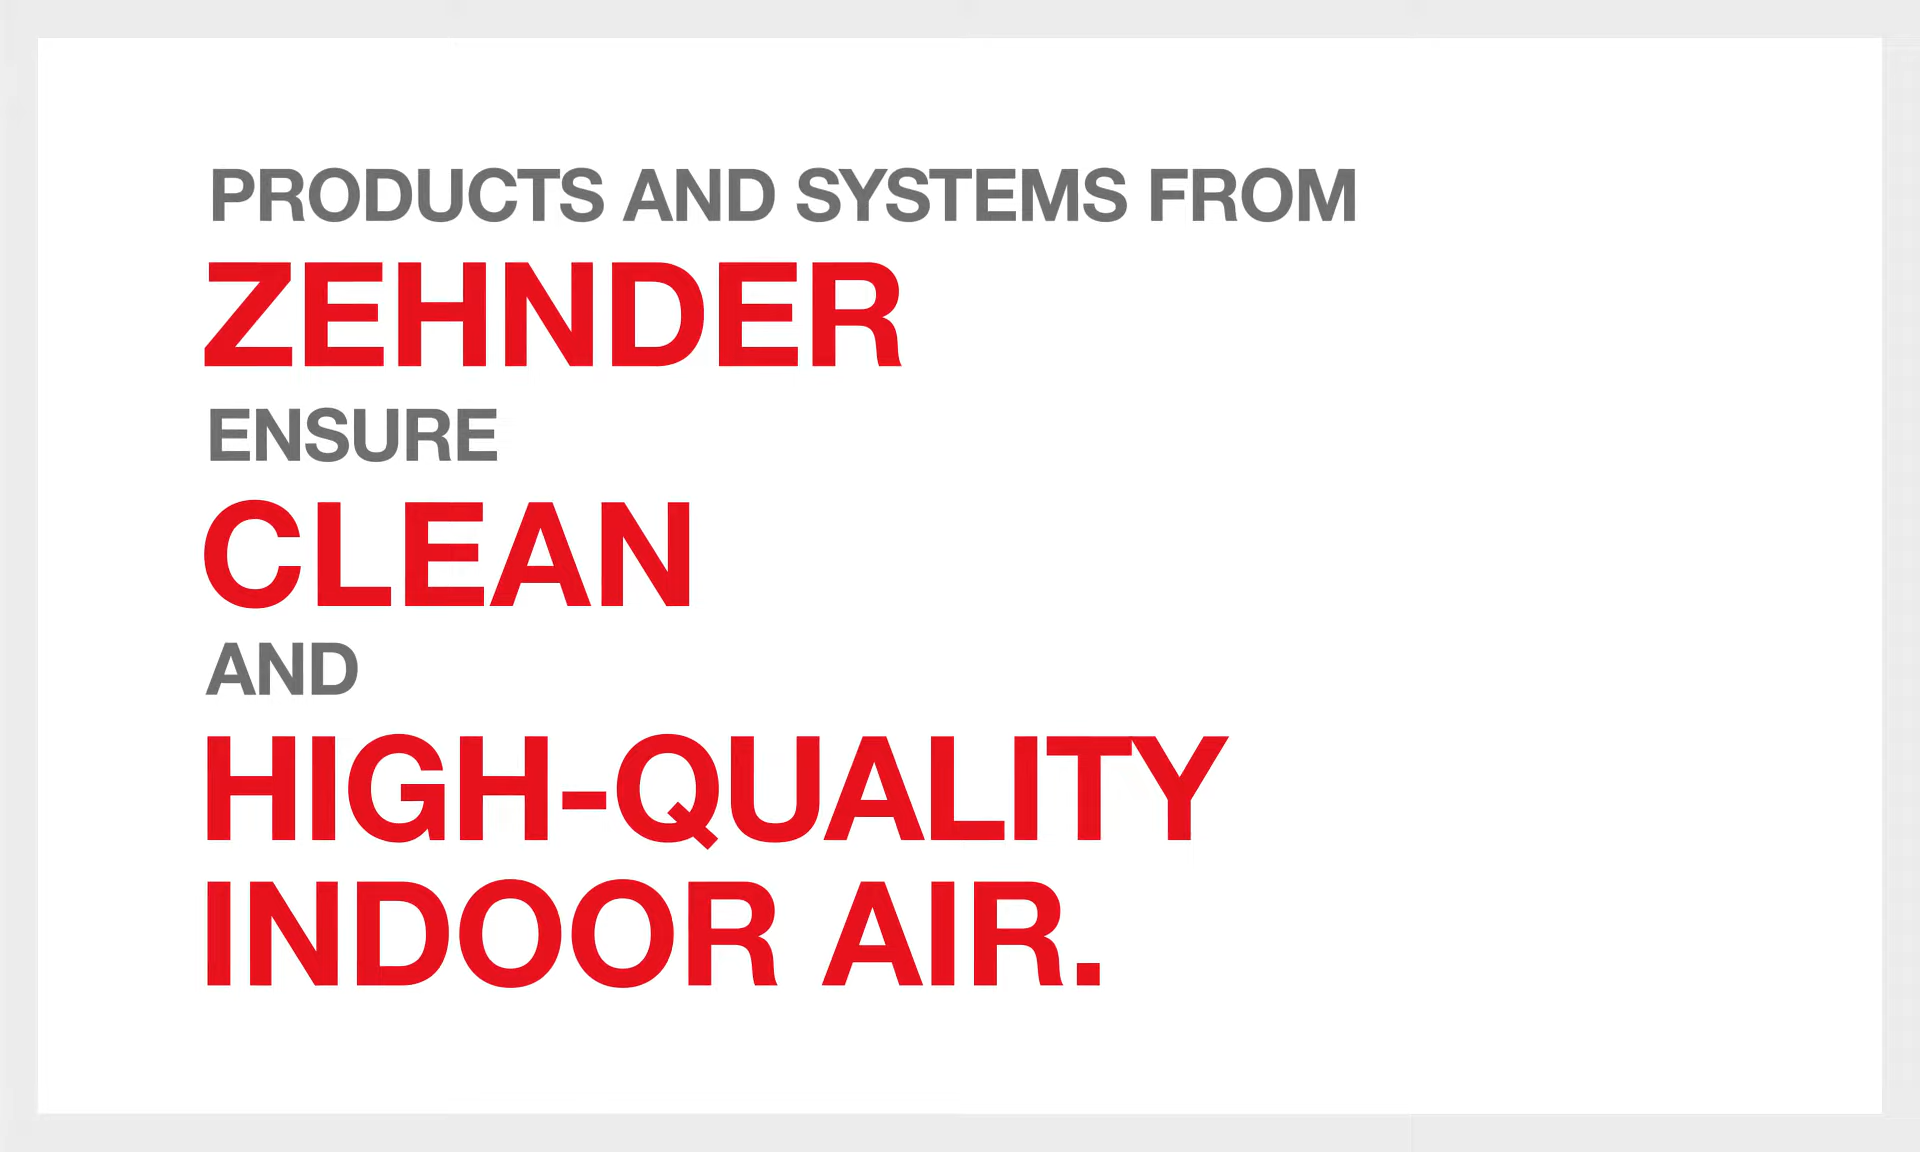 PRODUCTS AND SYSTEMS FROM
ZEHNDER
ENSURE
CLEAN
AND
HIGH-QUALITY
INDOOR AIR.